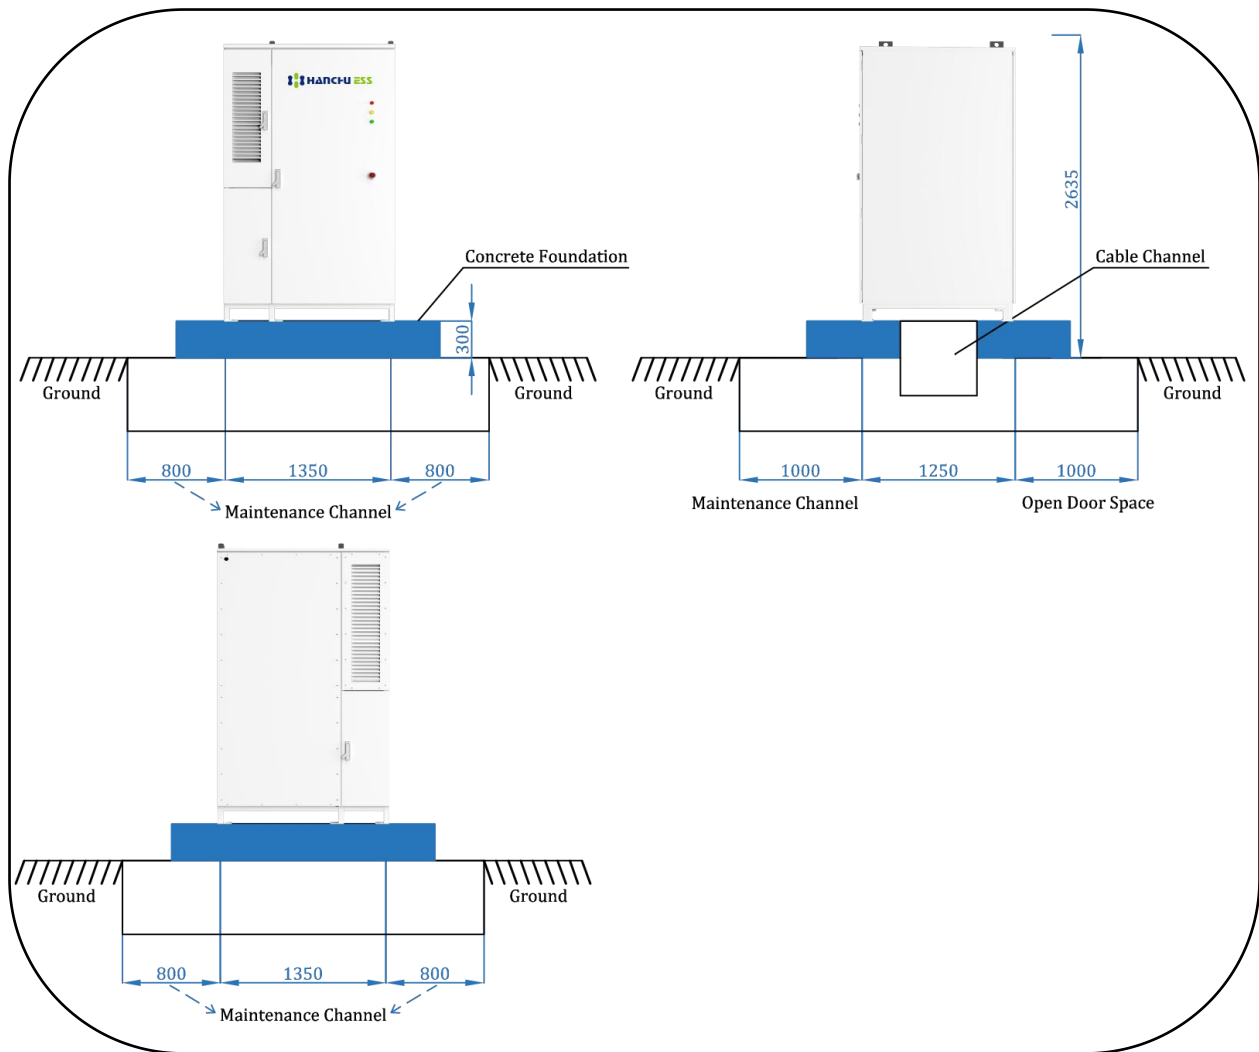 HANCHU ESS
Concrete Foundation
300
Ground
Ground
800
1350
800
Maintenance Channel
2635
Cable Channel
Ground
Ground
1000
1250
1000
Maintenance Channel
Open Door Space
Ground
Ground
800
1350
800
Maintenance Channel